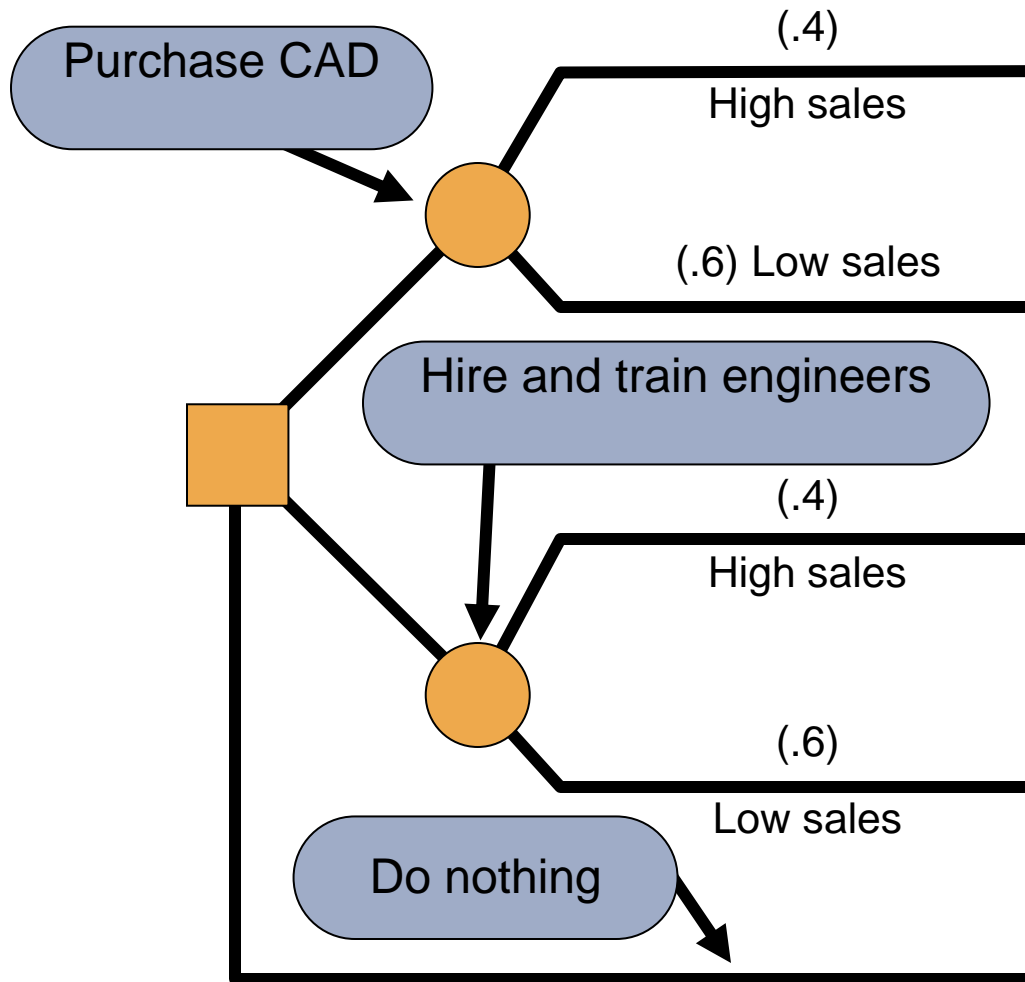 (.4)
Purchase CAD
High sales
(.6) Low sales
Hire and train engineers
(.4)
High sales
(.6)
Low sales
Do nothing